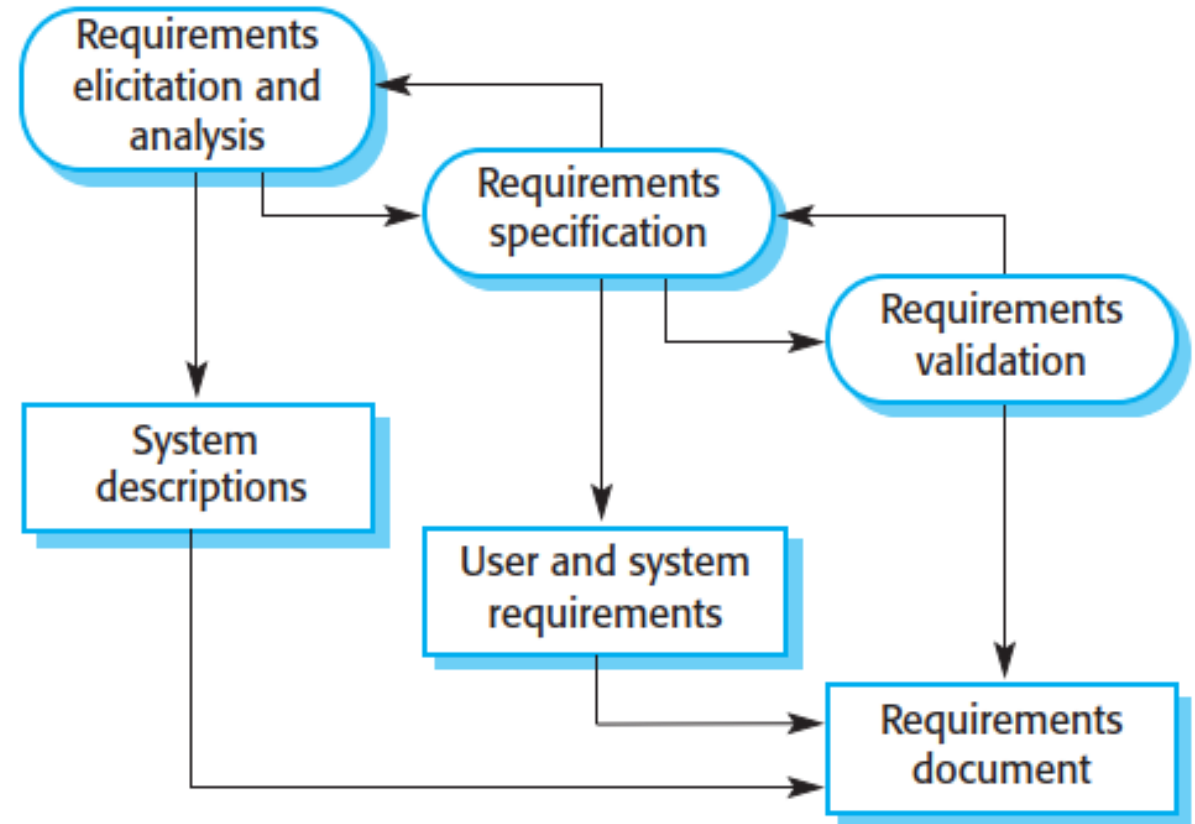 Requirements
elicitation and
analysis
Requirements
specification
Requirements
validation
System
descriptions
User and system
requirements
Requirements
document